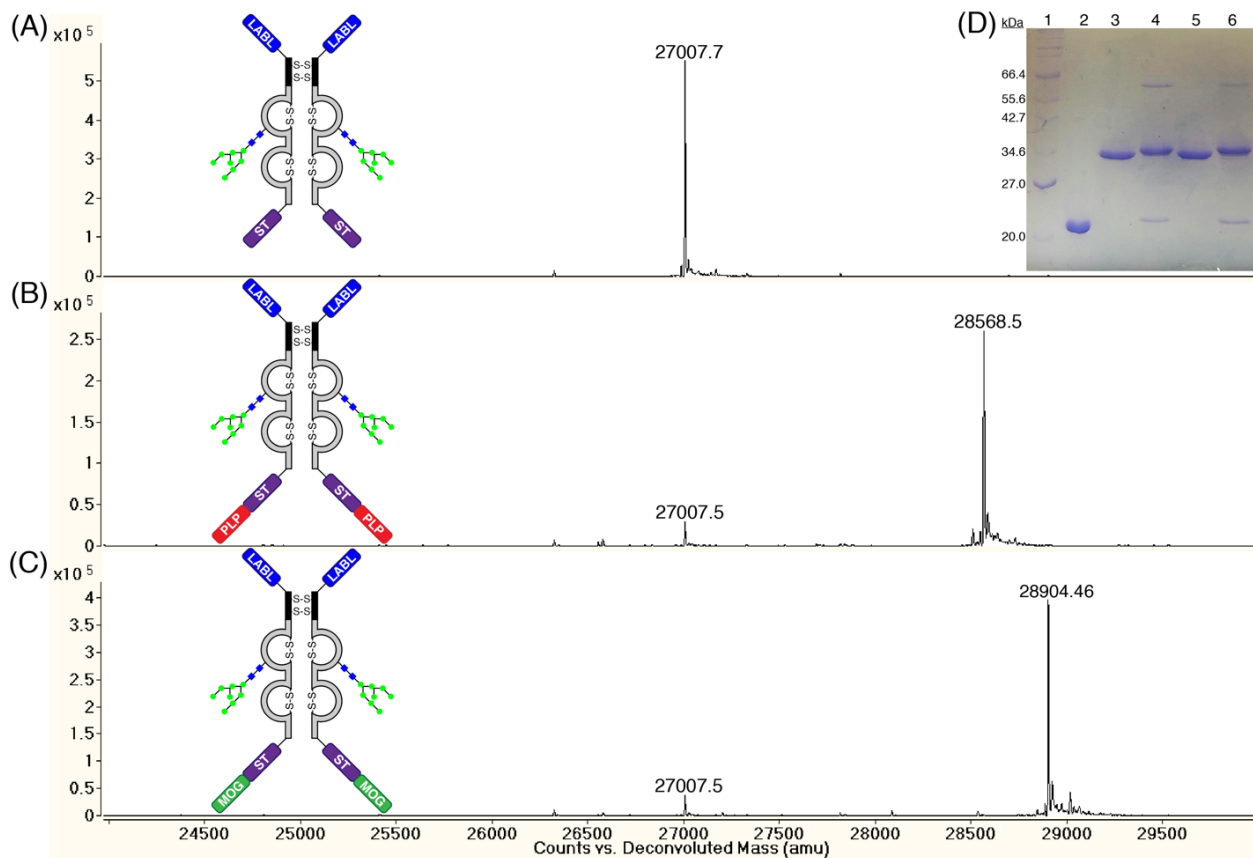 (A)
×10 5
5
4
3
2
1
0
LABL LABL
S-S
S-S
S-S S-S
S-S S-S
ST ST
27007.7
(D)
kDa 1 2 3 4 5 6
66.4
55.6
42.7
34.6
27.0
20.0
(B)
×10 5
2.5
2
1.5
1
0.5
0
LABL LABL
S-S
S-S
S-S S-S
S-S S-S
ST ST
PLP PLP
27007.5
28568.5
(C)
×10 5
4
3.5
3
2.5
2
1.5
1
0.5
0
LABL LABL
S-S
S-S
S-S S-S
S-S S-S
ST ST
MOG MOG
27007.5
28904.46
24500 25000 25500 26000 26500 27000 27500 28000 28500 29000 29500
Counts vs. Deconvoluted Mass (amu)